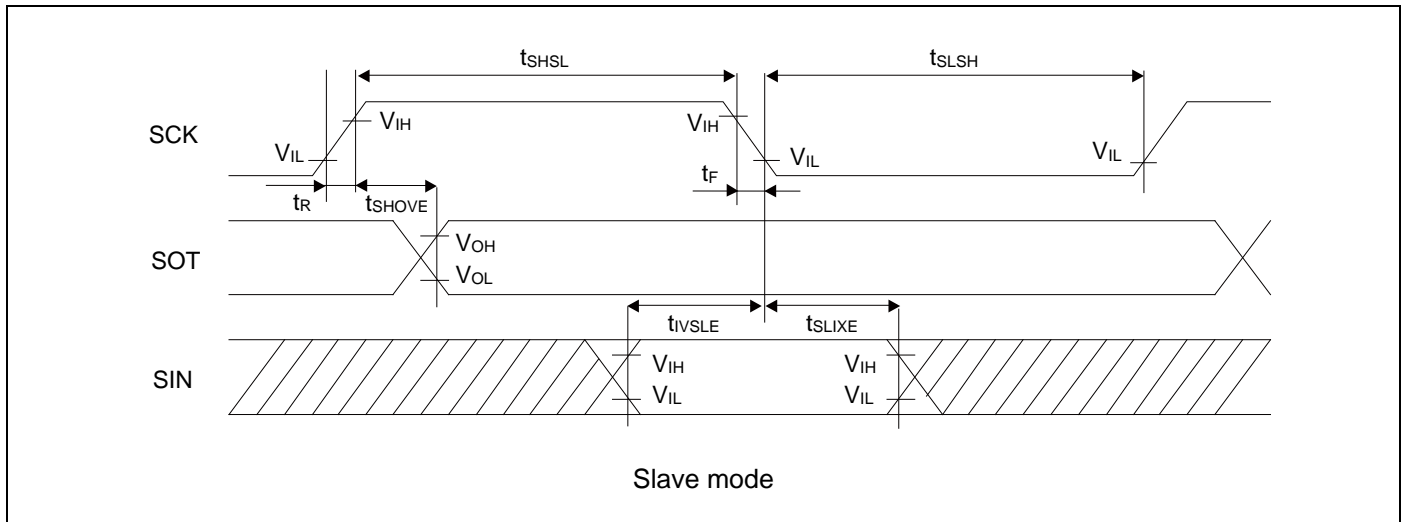 tSHSL
tSLSH
SCK
VIH
VIH
VIL
VIL
VIL
tF
tR
tSHOVE
SOT
VOH
VOL
tIVSLE
tSLIXE
SIN
VIH
VIH
VIL
VIL
Slave mode